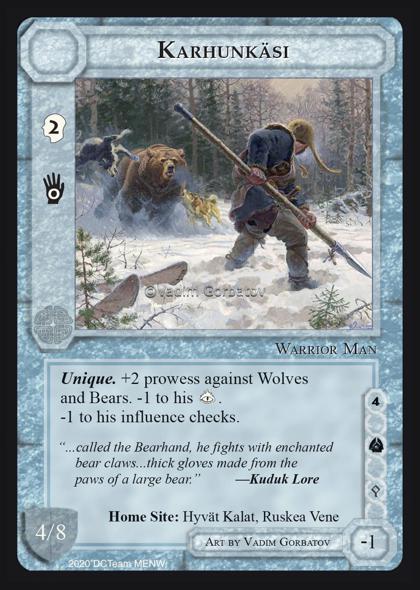 Karhunkäsi
2
©Vadim Gorbatov
Warrior Man
Unique. +2 prowess against Wolves
and Bears. -1 to his .
-1 to his influence checks.
4
“...called the Bearhand, he fights with enchanted
bear claws...thick gloves made from the
paws of a large bear.” —Kuduk Lore
Home Site: Hyvät Kalat, Ruskea Vene
4/8
Art by Vadim Gorbatov
-1
2020 DCTeam MENW